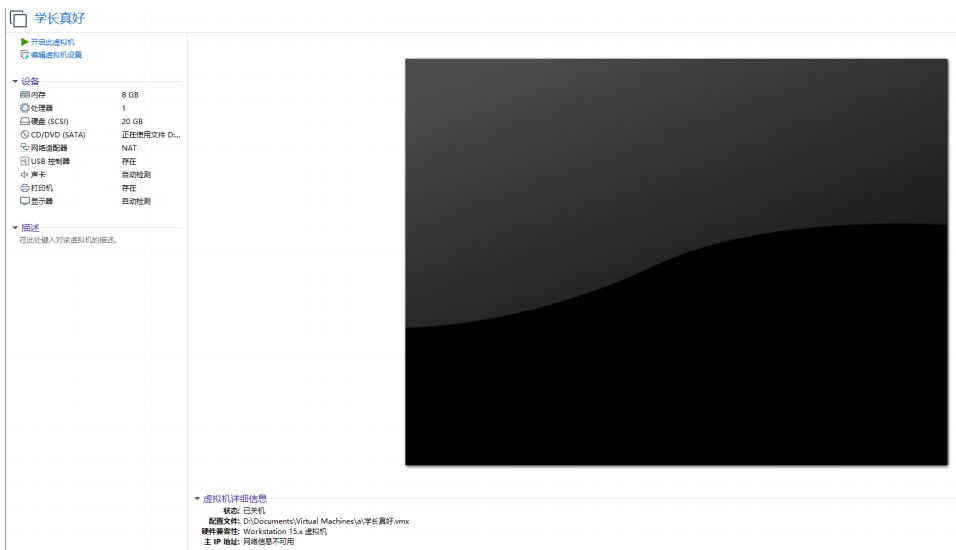 学长真好
开启此虚拟机
编辑虚拟机设置
设备
内存 8 GB
处理器 1
硬盘 (SCSI) 20 GB
CD/DVD (SATA) 正在使用文件 D:...
网络适配器 NAT
USB 控制器 存在
声卡 自动检测
打印机 存在
显示器 自动检测
描述
在此处键入对该虚拟机的描述。
虚拟机详细信息
状态: 已关机
配置文件: D:\Documents\Virtual Machines\a\学长真好.vmx
硬件兼容性: Workstation 15.x 虚拟机
主 IP 地址: 网络信息不可用